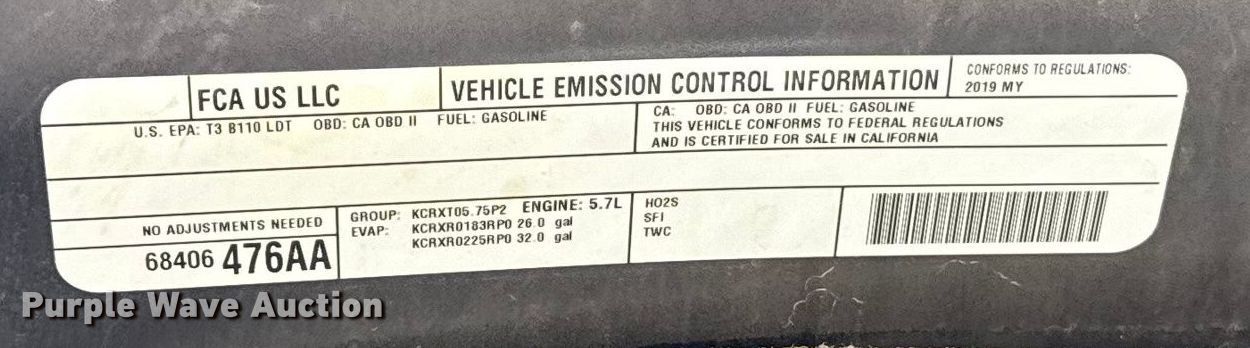 FCA US LLC
VEHICLE EMISSION CONTROL INFORMATION
CONFORMS TO REGULATIONS:
2019 MY
U.S. EPA: T3 B110 LDT OBD: CA OBD II FUEL: GASOLINE
CA: OBD: CA OBD II FUEL: GASOLINE
THIS VEHICLE CONFORMS TO FEDERAL REGULATIONS
AND IS CERTIFIED FOR SALE IN CALIFORNIA
NO ADJUSTMENTS NEEDED
68406 476AA
GROUP: KCRXT05.75P2 ENGINE: 5.7L
EVAP: KCRXR0183RP0 26.0 gal
KCRXR0225RP0 32.0 gal
HO2S
SFI
TWC
Purple Wave Auction